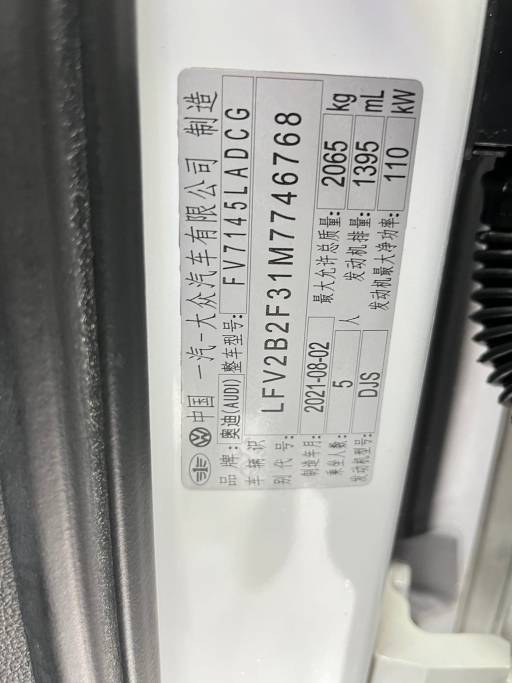 中国 一汽-大众汽车有限公司 制造
品牌: 奥迪(AUDI) 整车型号: FV7145LADCG
车辆识别代号: LFV2B2F31M7746768
制造年月: 2021-08-02 最大允许总质量: 2065 kg
乘坐人数: 5 人 发动机排量: 1395 mL
发动机型号: DJS 发动机最大净功率: 110 kW